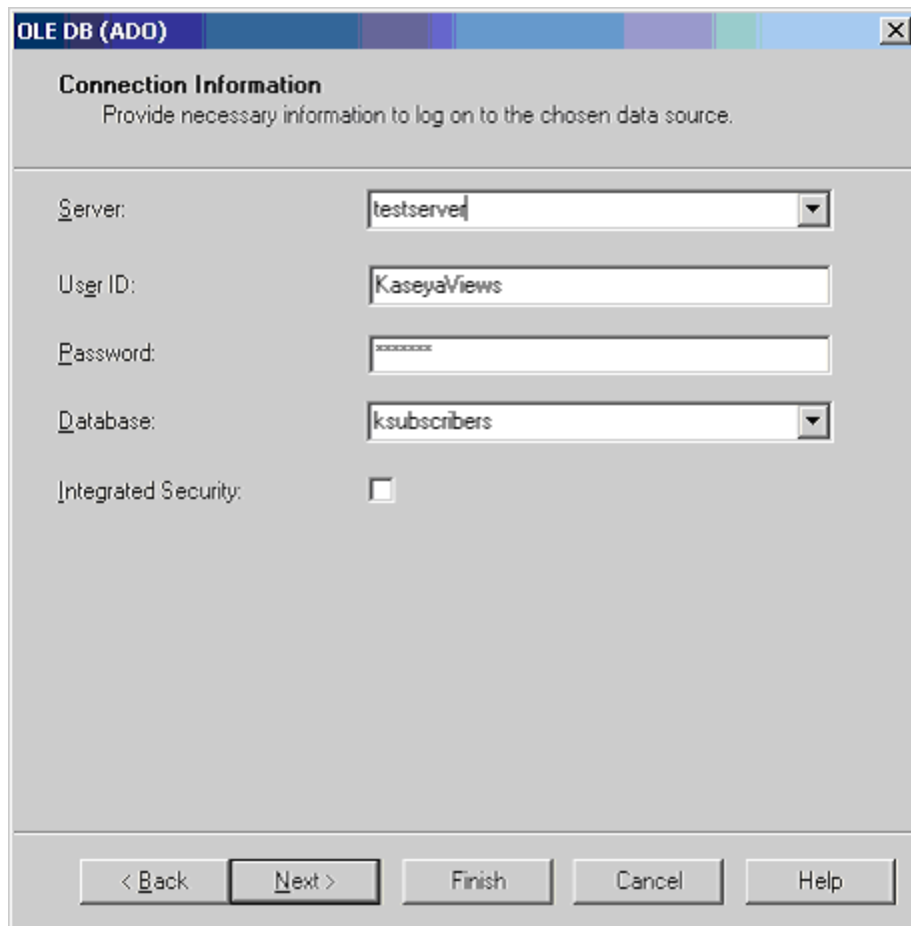 OLE DB (ADO)
Connection Information
Provide necessary information to log on to the chosen data source.
Server: testserver
User ID: KaseyaViews
Password: *******
Database: ksubscribers
Integrated Security:
< Back Next > Finish Cancel Help